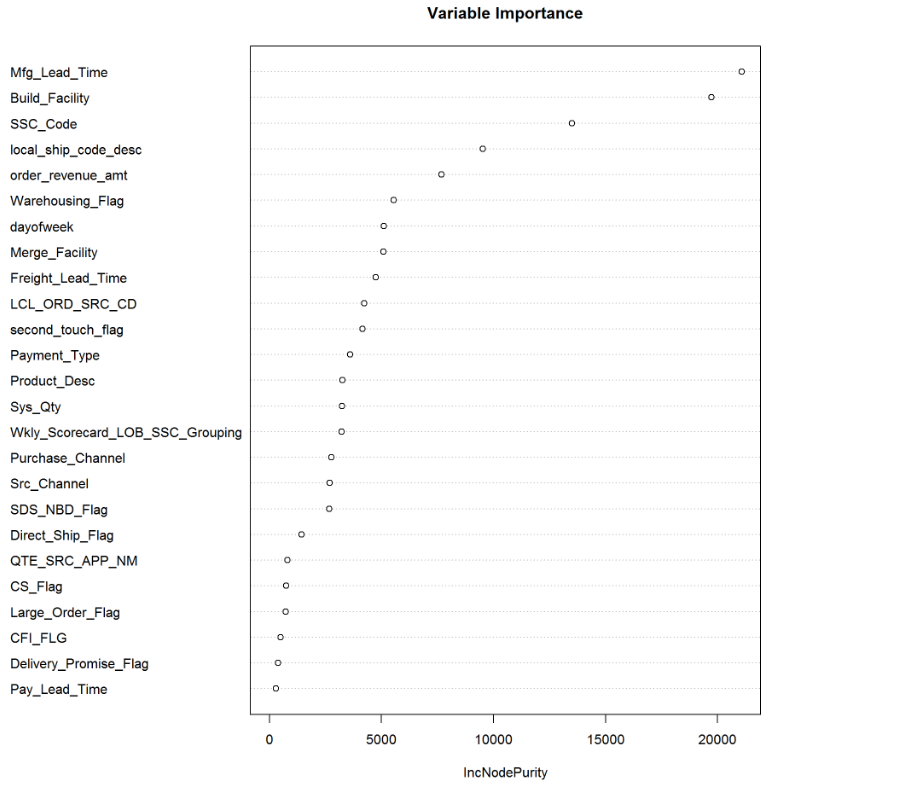 Variable Importance
Mfg_Lead_Time
Build_Facility
SSC_Code
local_ship_code_desc
order_revenue_amt
Warehousing_Flag
dayofweek
Merge_Facility
Freight_Lead_Time
LCL_ORD_SRC_CD
second_touch_flag
Payment_Type
Product_Desc
Sys_Qty
Wkly_Scorecard_LOB_SSC_Grouping
Purchase_Channel
Src_Channel
SDS_NBD_Flag
Direct_Ship_Flag
QTE_SRC_APP_NM
CS_Flag
Large_Order_Flag
CFI_FLG
Delivery_Promise_Flag
Pay_Lead_Time
0 5000 10000 15000 20000
IncNodePurity